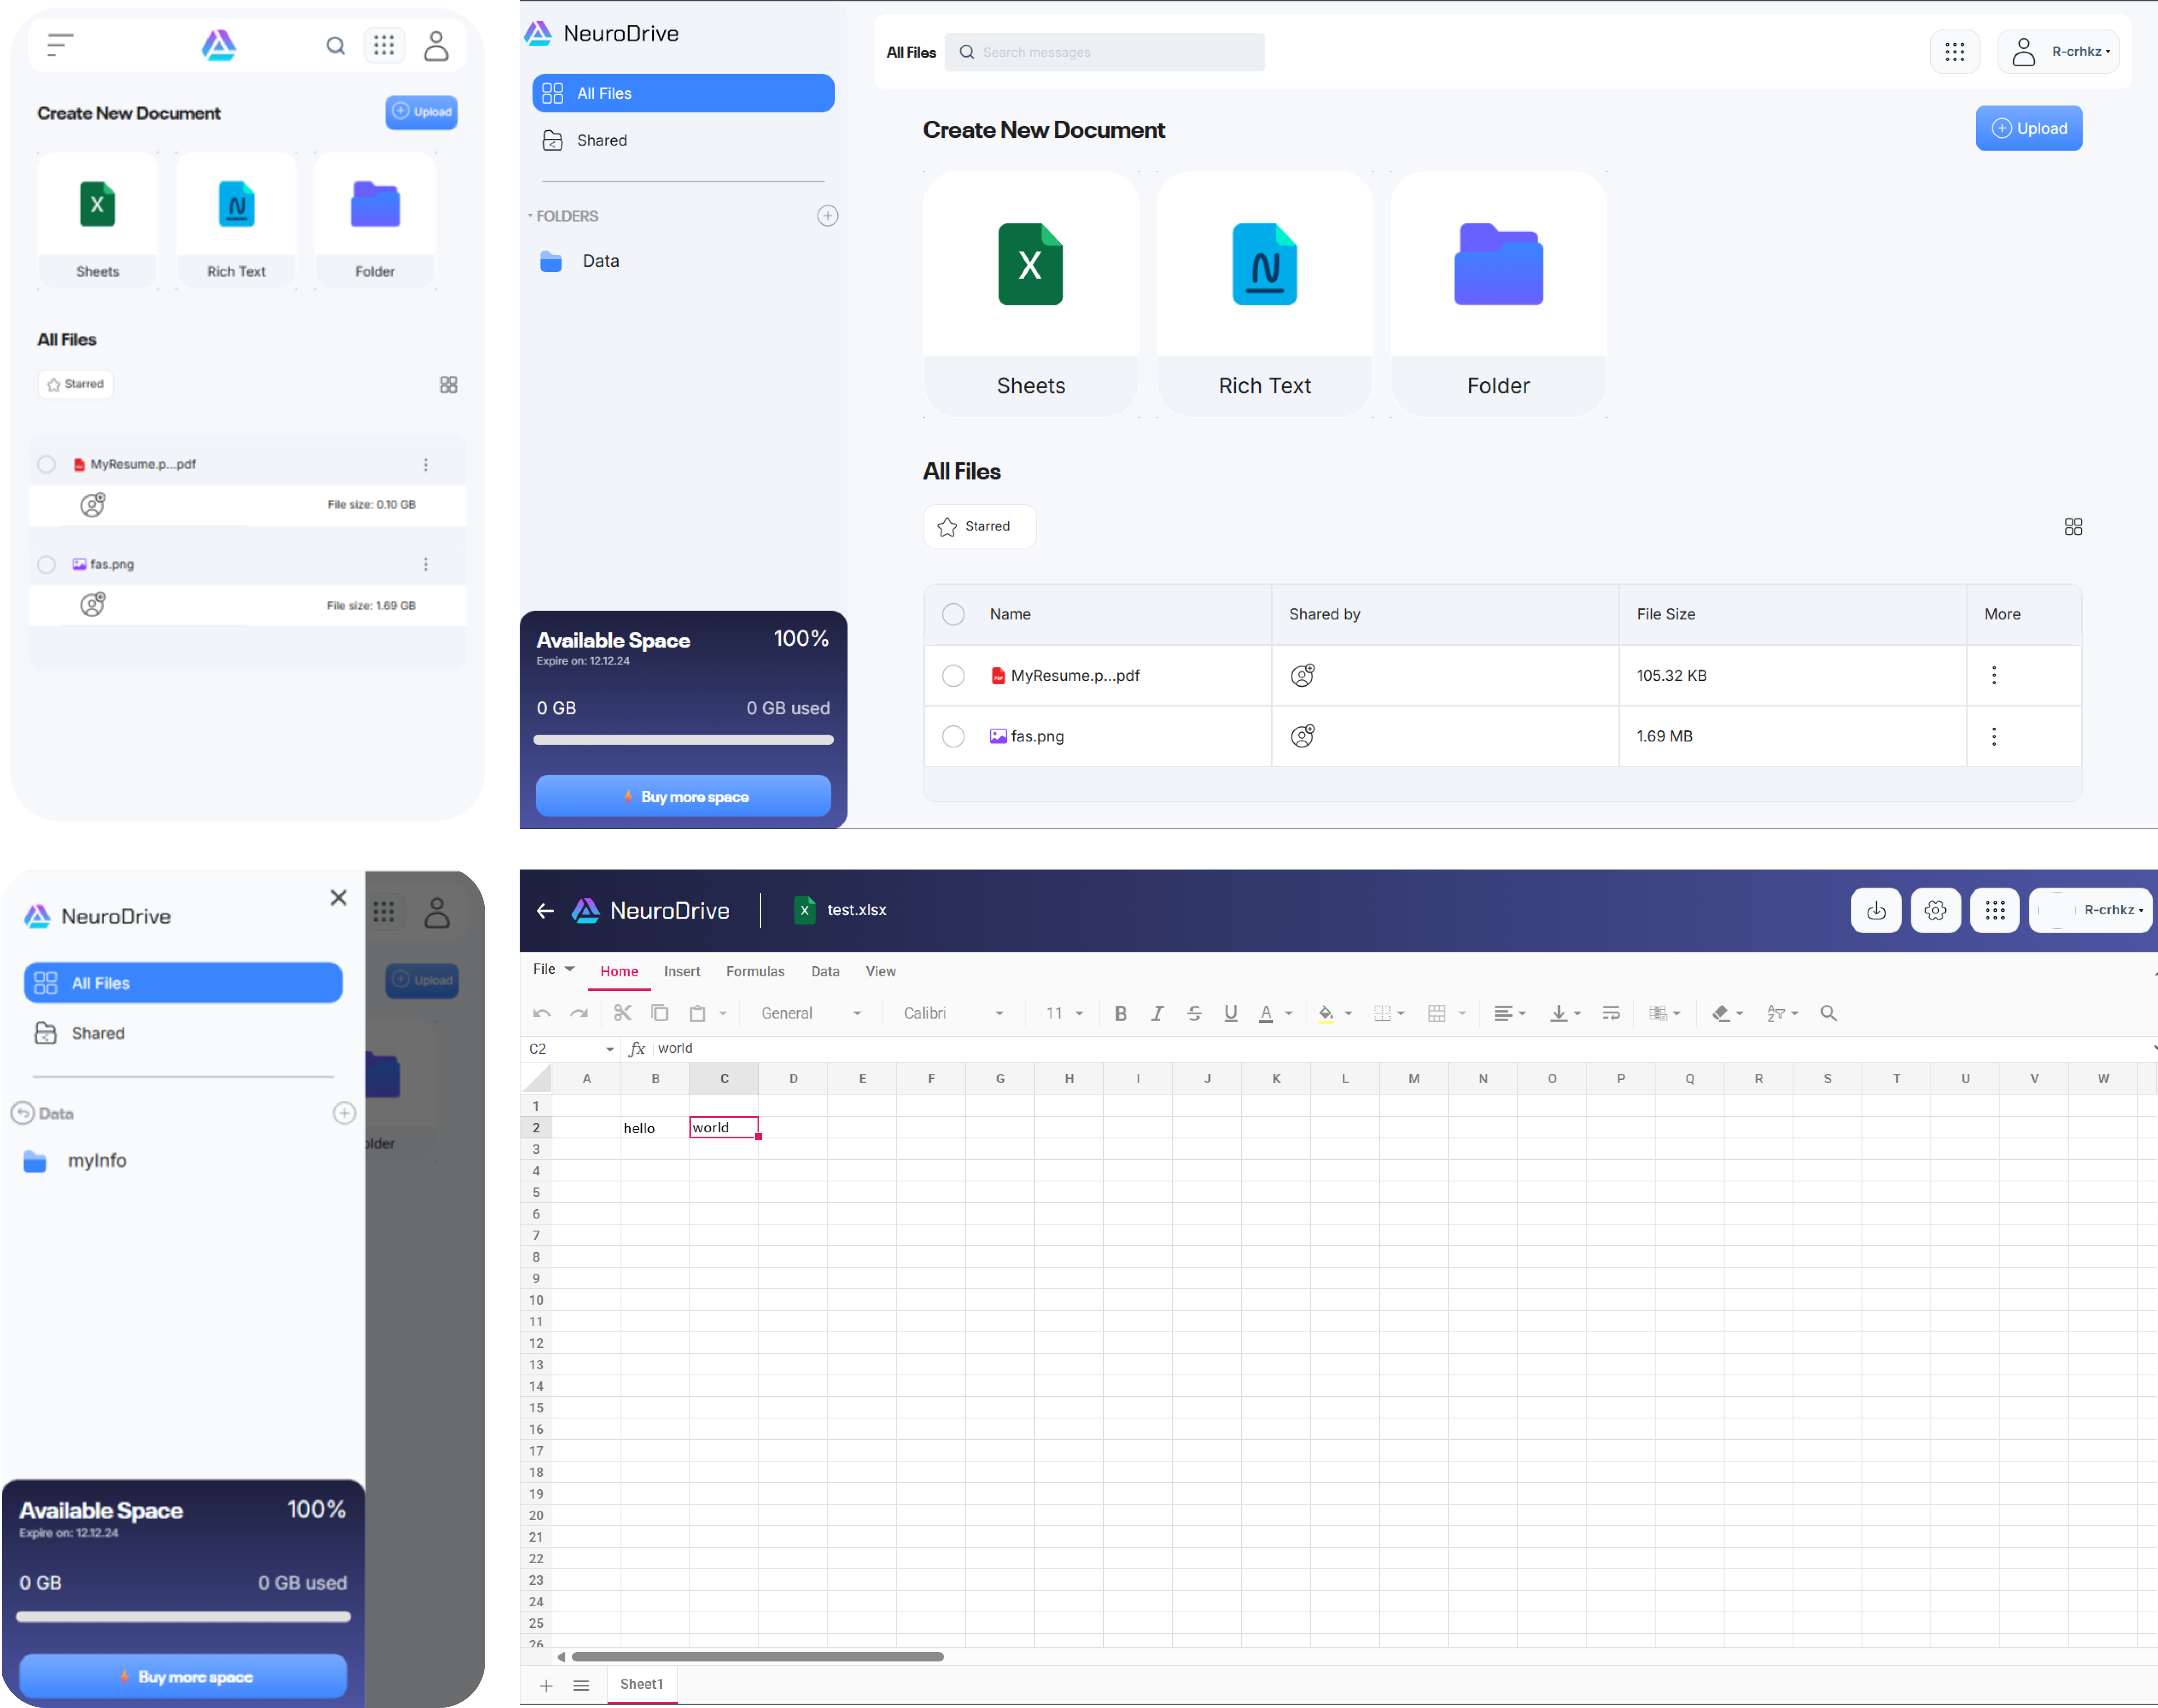 Create New Document
Upload
Sheets
Rich Text
Folder
All Files
Starred
MyResume.p...pdf
File size: 0.10 GB
fas.png
File size: 1.69 GB
NeuroDrive
All Files
Shared
FOLDERS
Data
Available Space
100%
Expire on: 12.12.24
0 GB
0 GB used
Buy more space
All Files
Search messages
R-crhkz
Create New Document
Upload
Sheets
Rich Text
Folder
All Files
Starred
Name Shared by File Size More
MyResume.p...pdf 105.32 KB
fas.png 1.69 MB
NeuroDrive
All Files
Shared
Data
myInfo
Upload
older
Available Space
100%
Expire on: 12.12.24
0 GB
0 GB used
Buy more space
NeuroDrive
X
test.xlsx
R-crhkz
File Home Insert Formulas Data View
General Calibri 11 B I S U A
C2 fx world
A B C D E F G H I J K L M N O P Q R S T U V W
1
2 hello world
3
4
5
6
7
8
9
10
11
12
13
14
15
16
17
18
19
20
21
22
23
24
25
26
Sheet1